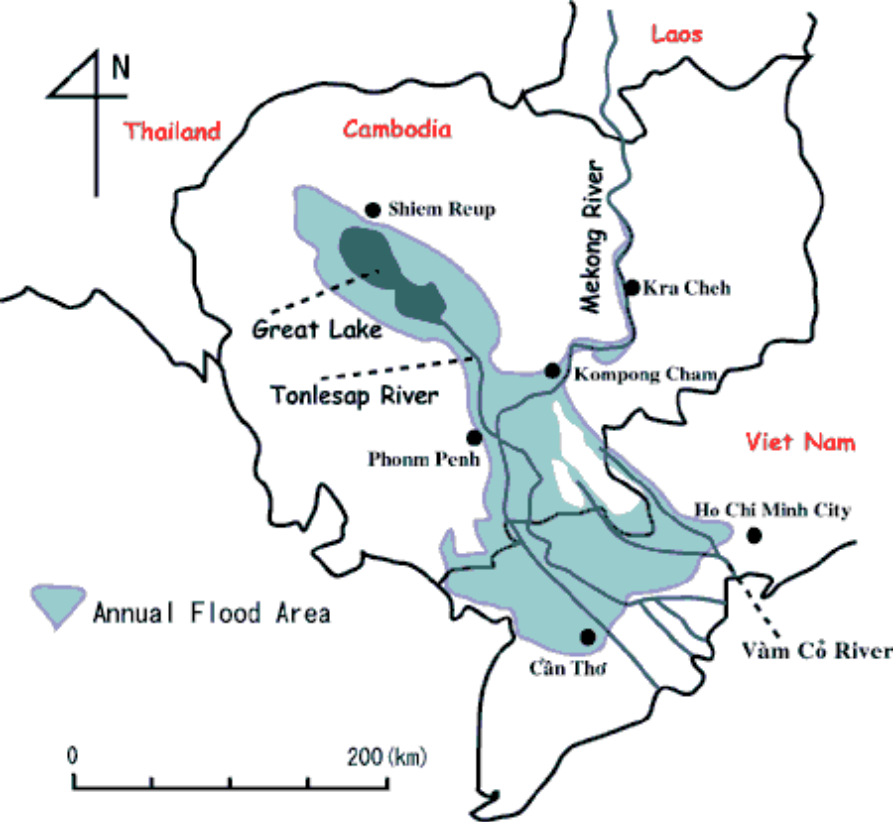 Laos
N
Thailand
Cambodia
Mekong River
Shiem Reup
Kra Cheh
Great Lake
Kompong Cham
Tonlesap River
Viet Nam
Phonm Penh
Ho Chi Minh City
Annual Flood Area
Vàm Cỏ River
Cần Thơ
0
200(km)